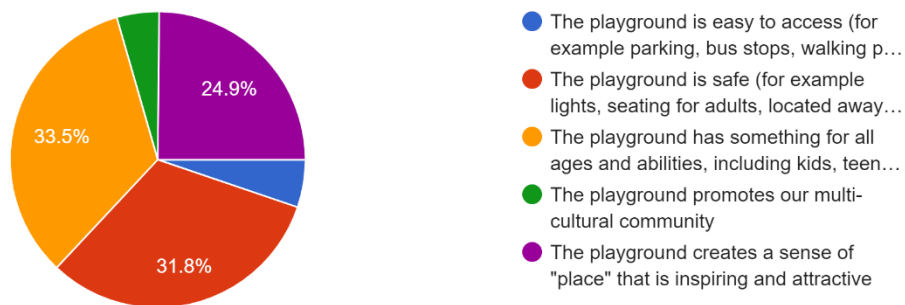 24.9%
33.5%
31.8%
The playground is easy to access (for
example parking, bus stops, walking p…
The playground is safe (for example
lights, seating for adults, located away…
The playground has something for all
ages and abilities, including kids, teen…
The playground promotes our multi-
cultural community
The playground creates a sense of
"place" that is inspiring and attractive